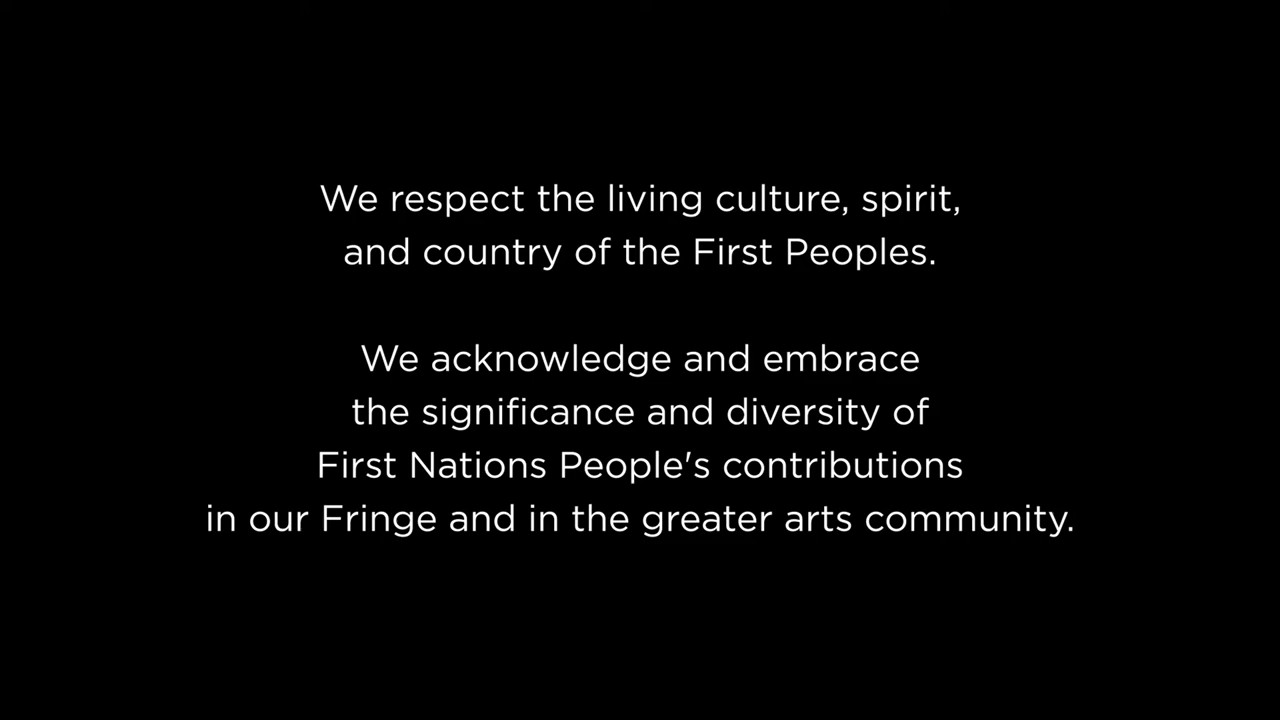 We respect the living culture, spirit,
and country of the First Peoples.
We acknowledge and embrace
the significance and diversity of
First Nations People's contributions
in our Fringe and in the greater arts community.